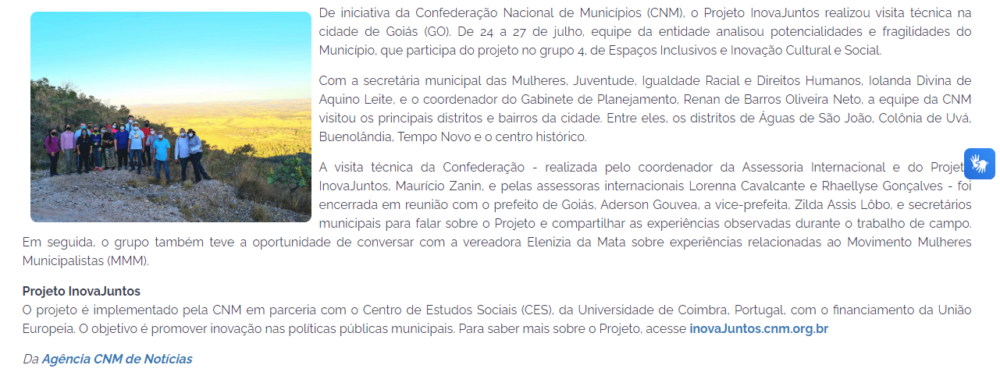 De iniciativa da Confederação Nacional de Municípios (CNM), o Projeto InovaJuntos realizou visita técnica na
cidade de Goiás (GO). De 24 a 27 de julho, equipe da entidade analisou potencialidades e fragilidades do
Município, que participa do projeto no grupo 4, de Espaços Inclusivos e Inovação Cultural e Social.
Com a secretária municipal das Mulheres, Juventude, Igualdade Racial e Direitos Humanos, Iolanda Divina de
Aquino Leite, e o coordenador do Gabinete de Planejamento, Renan de Barros Oliveira Neto, a equipe da CNM
visitou os principais distritos e bairros da cidade. Entre eles, os distritos de Águas de São João, Colônia de Uvá,
Buenolândia, Tempo Novo e o centro histórico.
A visita técnica da Confederação - realizada pelo coordenador da Assessoria Internacional e do Projet
InovaJuntos, Maurício Zanin, e pelas assessoras internacionais Lorenna Cavalcante e Rhaellyse Gonçalves - foi
encerrada em reunião com o prefeito de Goiás, Aderson Gouvea, a vice-prefeita, Zilda Assis Lôbo, e secretários
municipais para falar sobre o Projeto e compartilhar as experiências observadas durante o trabalho de campo.
Em seguida, o grupo também teve a oportunidade de conversar com a vereadora Elenizia da Mata sobre experiências relacionadas ao Movimento Mulheres
Municipalistas (MMM).
Projeto InovaJuntos
O projeto é implementado pela CNM em parceria com o Centro de Estudos Sociais (CES), da Universidade de Coimbra, Portugal, com o financiamento da União
Europeia. O objetivo é promover inovação nas políticas públicas municipais. Para saber mais sobre o Projeto, acesse inovaJuntos.cnm.org.br
Da Agência CNM de Notícias